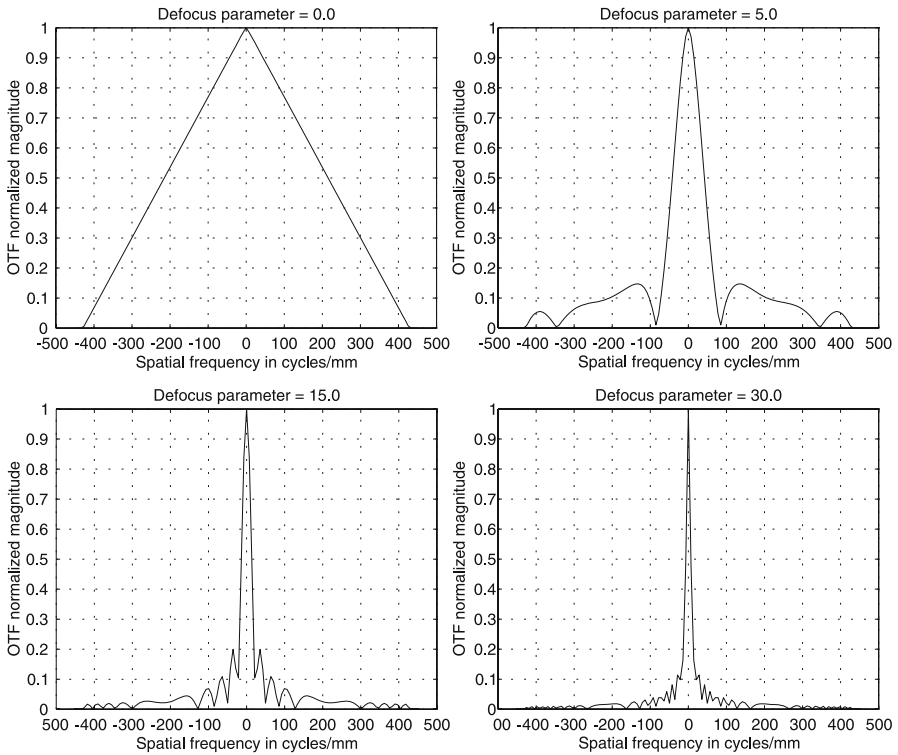 Defocus parameter = 0.0
OTF normalized magnitude
1
0.9
0.8
0.7
0.6
0.5
0.4
0.3
0.2
0.1
0
-500 -400 -300 -200 -100 0 100 200 300 400 500
Spatial frequency in cycles/mm
Defocus parameter = 5.0
OTF normalized magnitude
1
0.9
0.8
0.7
0.6
0.5
0.4
0.3
0.2
0.1
0
-500 -400 -300 -200 -100 0 100 200 300 400 500
Spatial frequency in cycles/mm
Defocus parameter = 15.0
OTF normalized magnitude
1
0.9
0.8
0.7
0.6
0.5
0.4
0.3
0.2
0.1
0
500 -400 -300 -200 -100 0 100 200 300 400 500
Spatial frequency in cycles/mm
Defocus parameter = 30.0
OTF normalized magnitude
1
0.9
0.8
0.7
0.6
0.5
0.4
0.3
0.2
0.1
0
00 -400 -300 -200 -100 0 100 200 300 400 500
Spatial frequency in cycles/mm